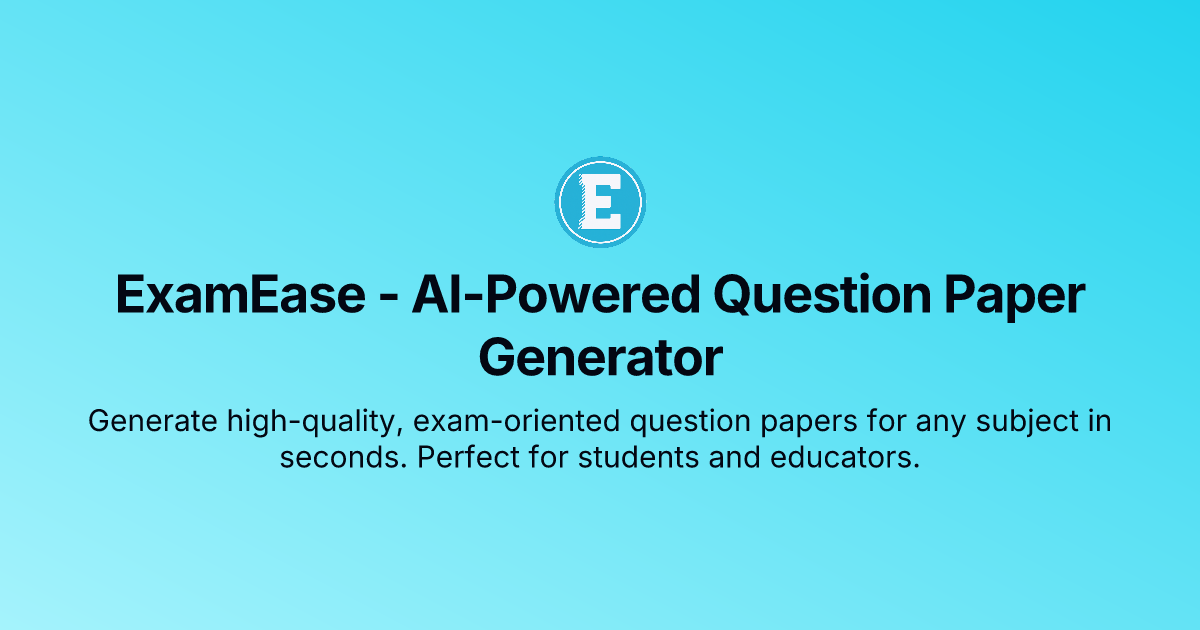 E
ExamEase - AI-Powered Question Paper
Generator
Generate high-quality, exam-oriented question papers for any subject in
seconds. Perfect for students and educators.